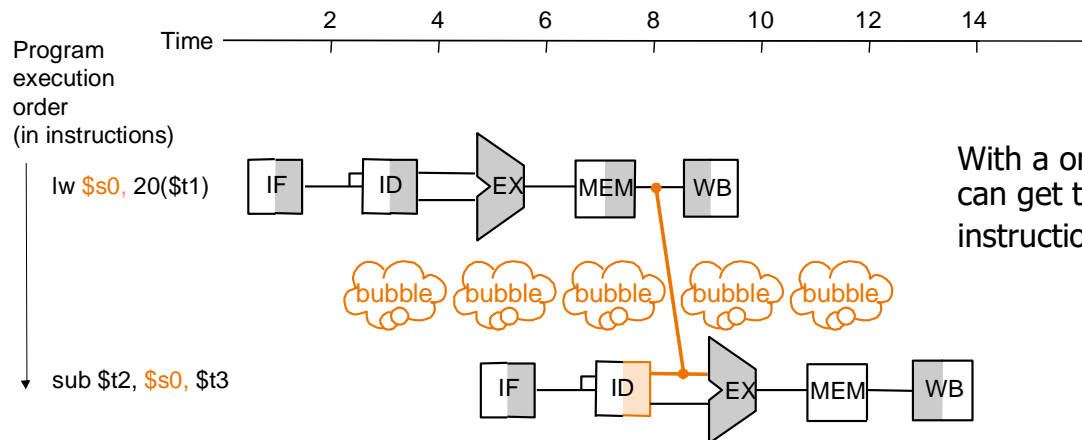 2 4 6 8 10 12 14
Time
Program
execution
order
(in instructions)
lw $s0, 20($t1)
IF ID EX MEM WB
With a
can get
bubble bubble bubble bubble bubble
sub $t2, $s0, $t3
IF ID EX MEM WB